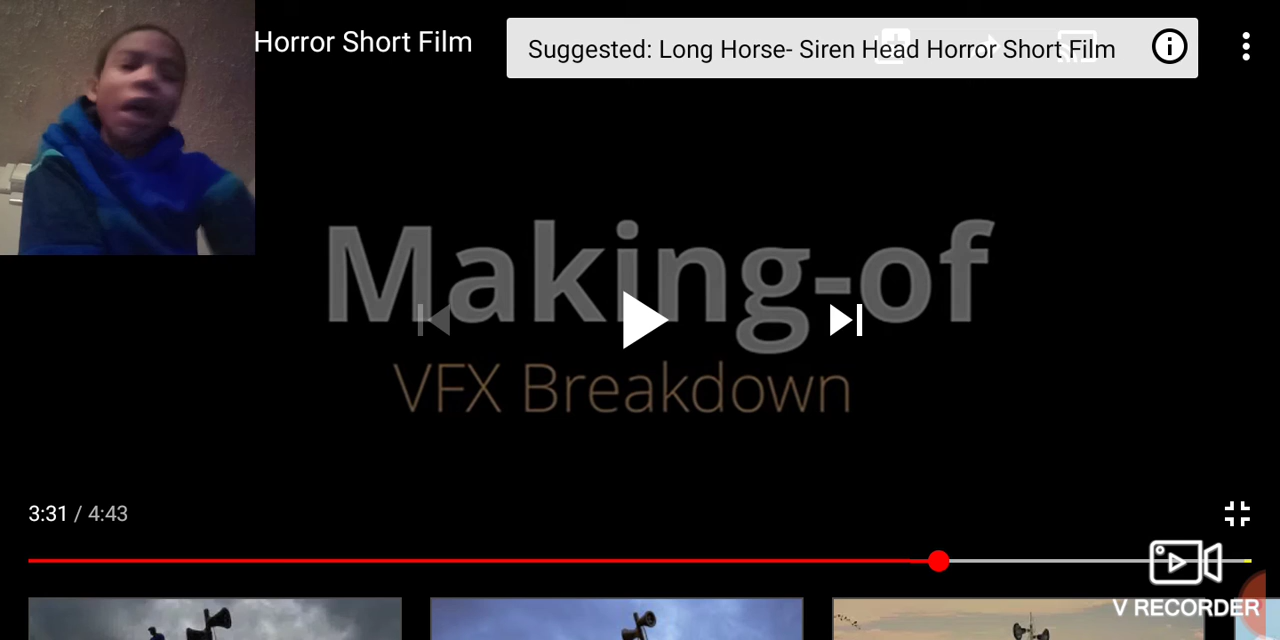 Horror Short Film
Suggested: Long Horse- Siren Head Horror Short Film
Making-of
VFX Breakdown
3:31 / 4:43
V RECORDER